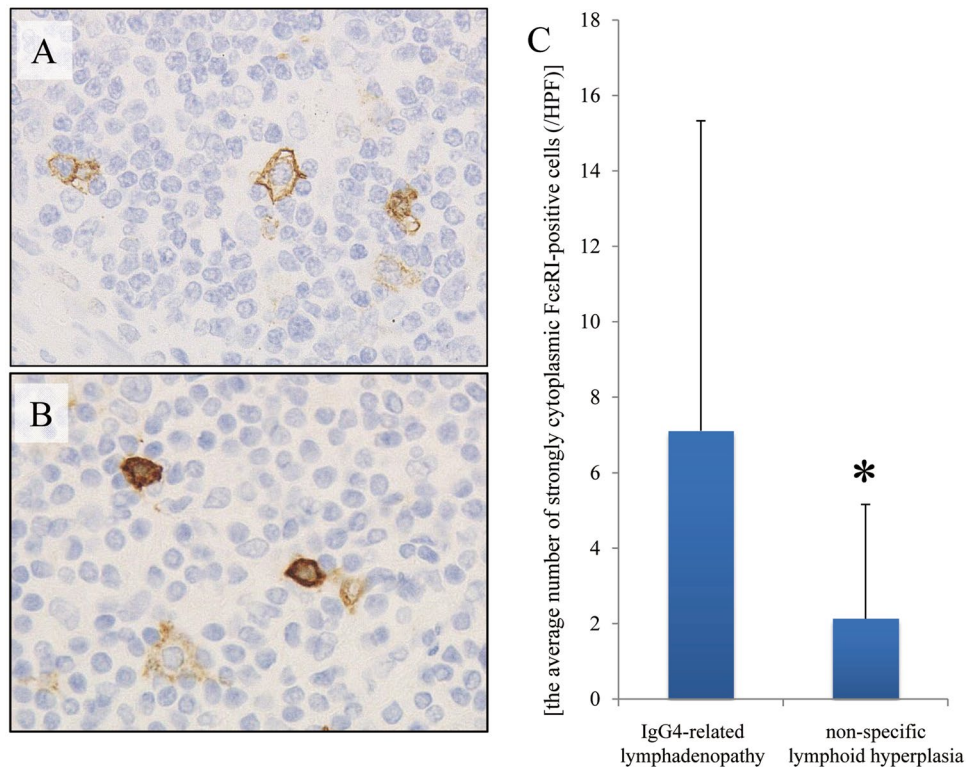 A
B
C
[the average number of strongly cytoplasmic FcεRI-positive cells (/HPF)]
18
16
14
12
10
8
6
4
2
0
*
IgG4-related
lymphadenopathy
non-specific
lymphoid hyperplasia